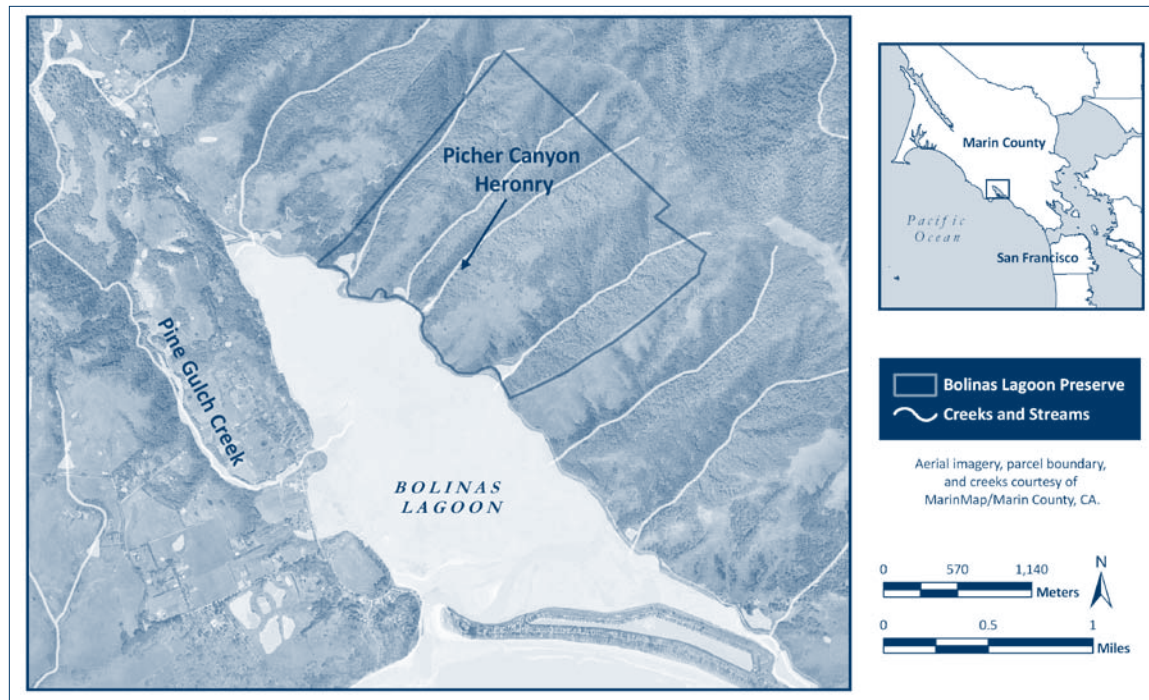 Picher Canyon
Heronry
Pine Gulch Creek
BOLINAS
LAGOON
Marin County
Pacific
Ocean
San Francisco
Bolinas Lagoon Preserve
Creeks and Streams
Aerial imagery, parcel boundary,
and creeks courtesy of
MarinMap/Marin County, CA.
0 570 1,140
Meters
N
0 0.5 1
Miles